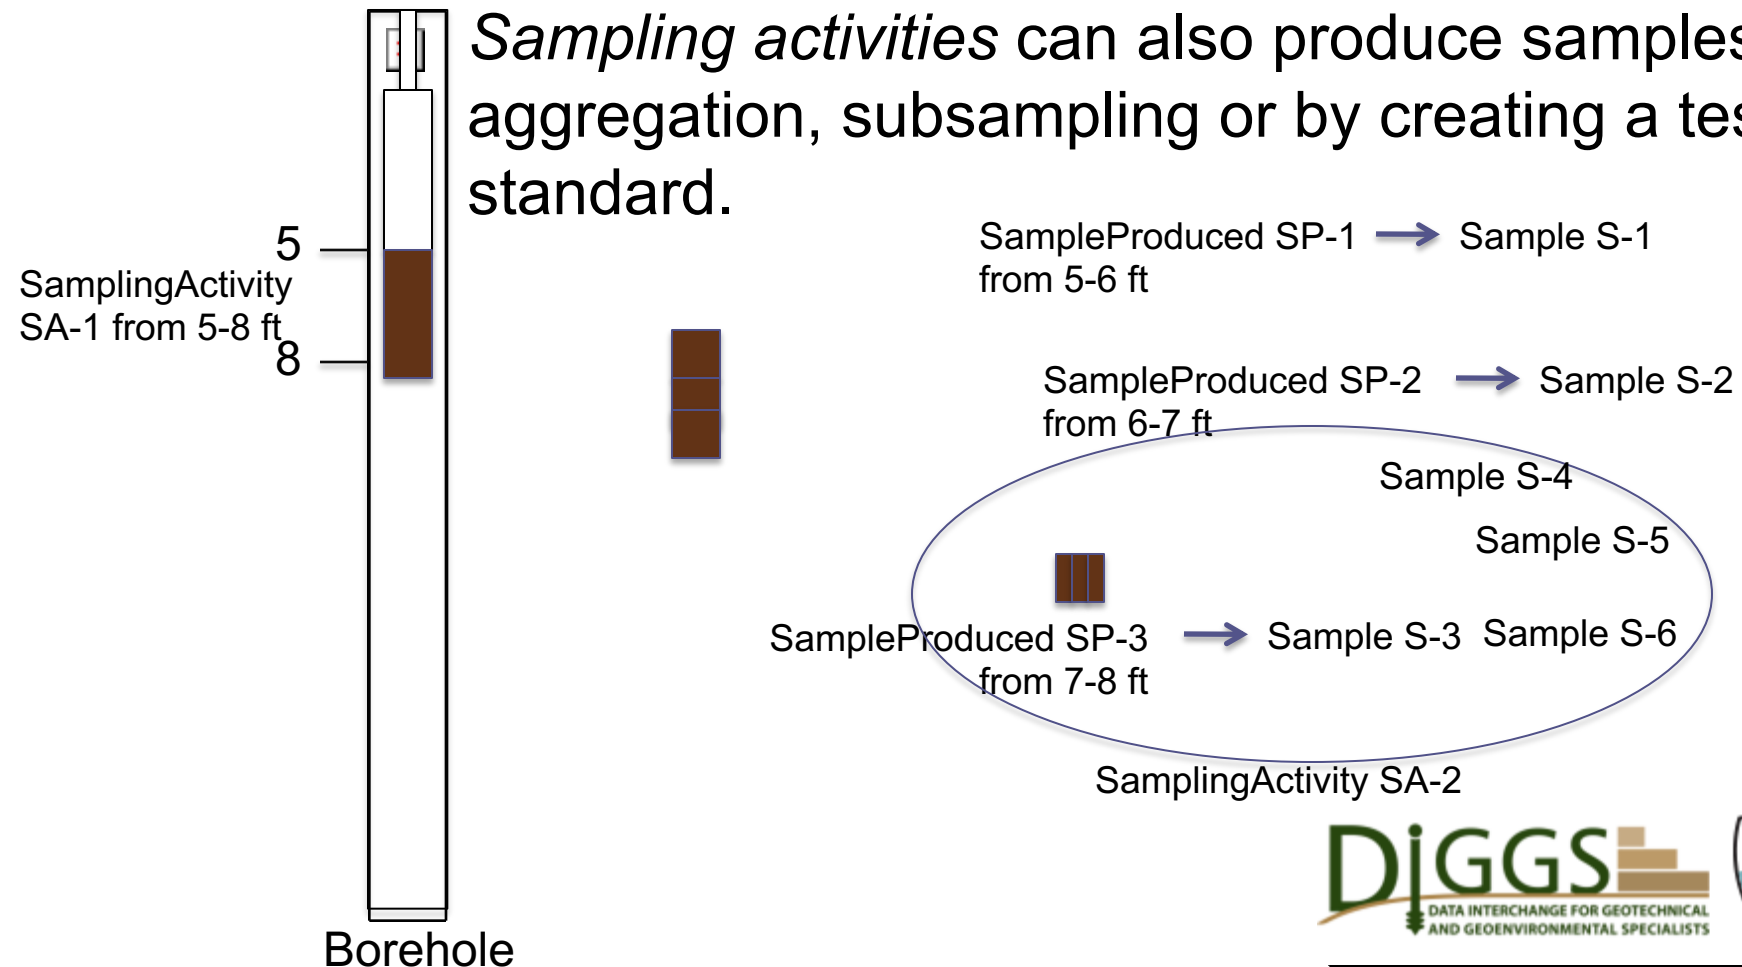 Sampling activities can also produce samples
aggregation, subsampling or by creating a tes
standard.
5
SamplingActivity
SA-1 from 5-8 ft
8
SampleProduced SP-1
from 5-6 ft
Sample S-1
SampleProduced SP-2
from 6-7 ft
Sample S-2
Sample S-4
Sample S-5
SampleProduced SP-3
from 7-8 ft
Sample S-3
Sample S-6
SamplingActivity SA-2
DiGGS
DATA INTERCHANGE FOR GEOTECHNICAL
AND GEOENVIRONMENTAL SPECIALISTS
Borehole